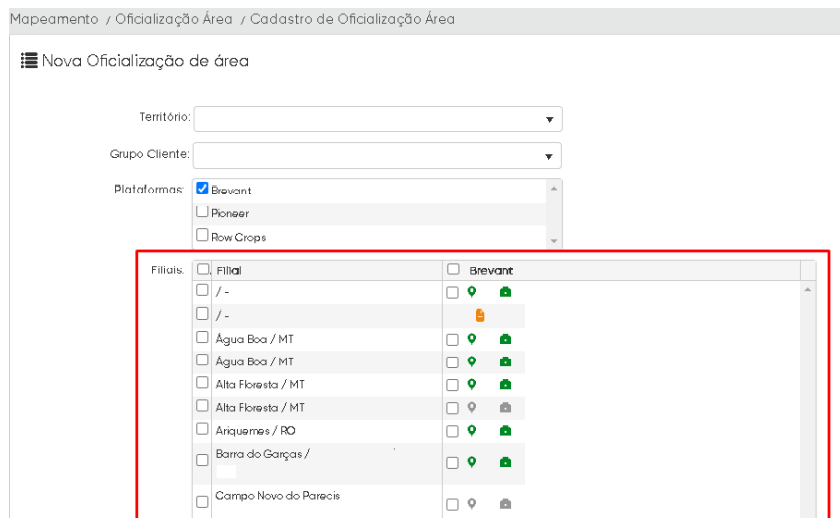 Mapeamento / Oficialização Área / Cadastro de Oficialização Área
Nova Oficialização de área
Território:
Grupo Cliente:
Plataformas: Brevant
Pioneer
Row Crops
Filiais: Filial Brevant
/ -
/ -
Água Boa / MT
Água Boa / MT
Alta Floresta / MT
Alta Floresta / MT
Ariquemes / RO
Barra do Garças /
Campo Novo do Parecis